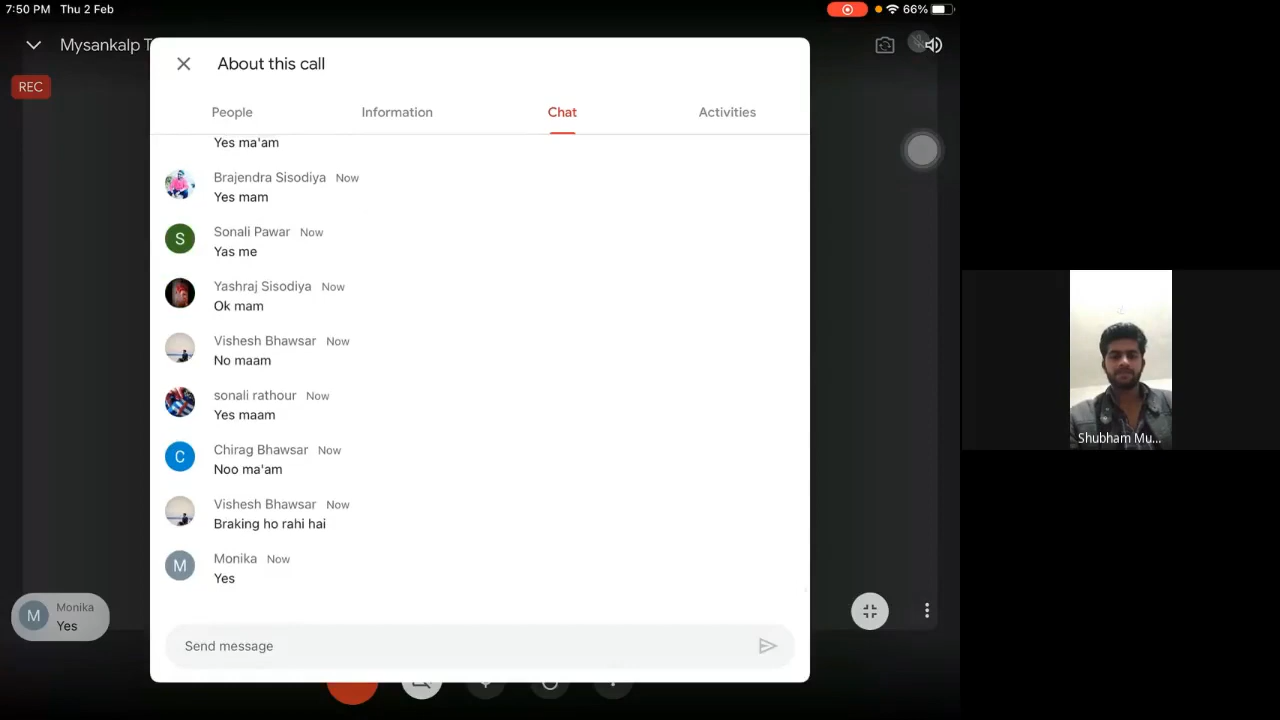 7:50 PM Thu 2 Feb
66%
Mysankalp T
REC
About this call
People Information Chat Activities
Yes ma'am
Brajendra Sisodiya Now
Yes mam
Sonali Pawar Now
Yas me
Yashraj Sisodiya Now
Ok mam
Vishesh Bhawsar Now
No maam
sonali rathour Now
Yes maam
C
Chirag Bhawsar Now
Noo ma'am
Vishesh Bhawsar Now
Braking ho rahi hai
M
Monika Now
Yes
S
M
Monika
Yes
Send message
Shubham Mu...